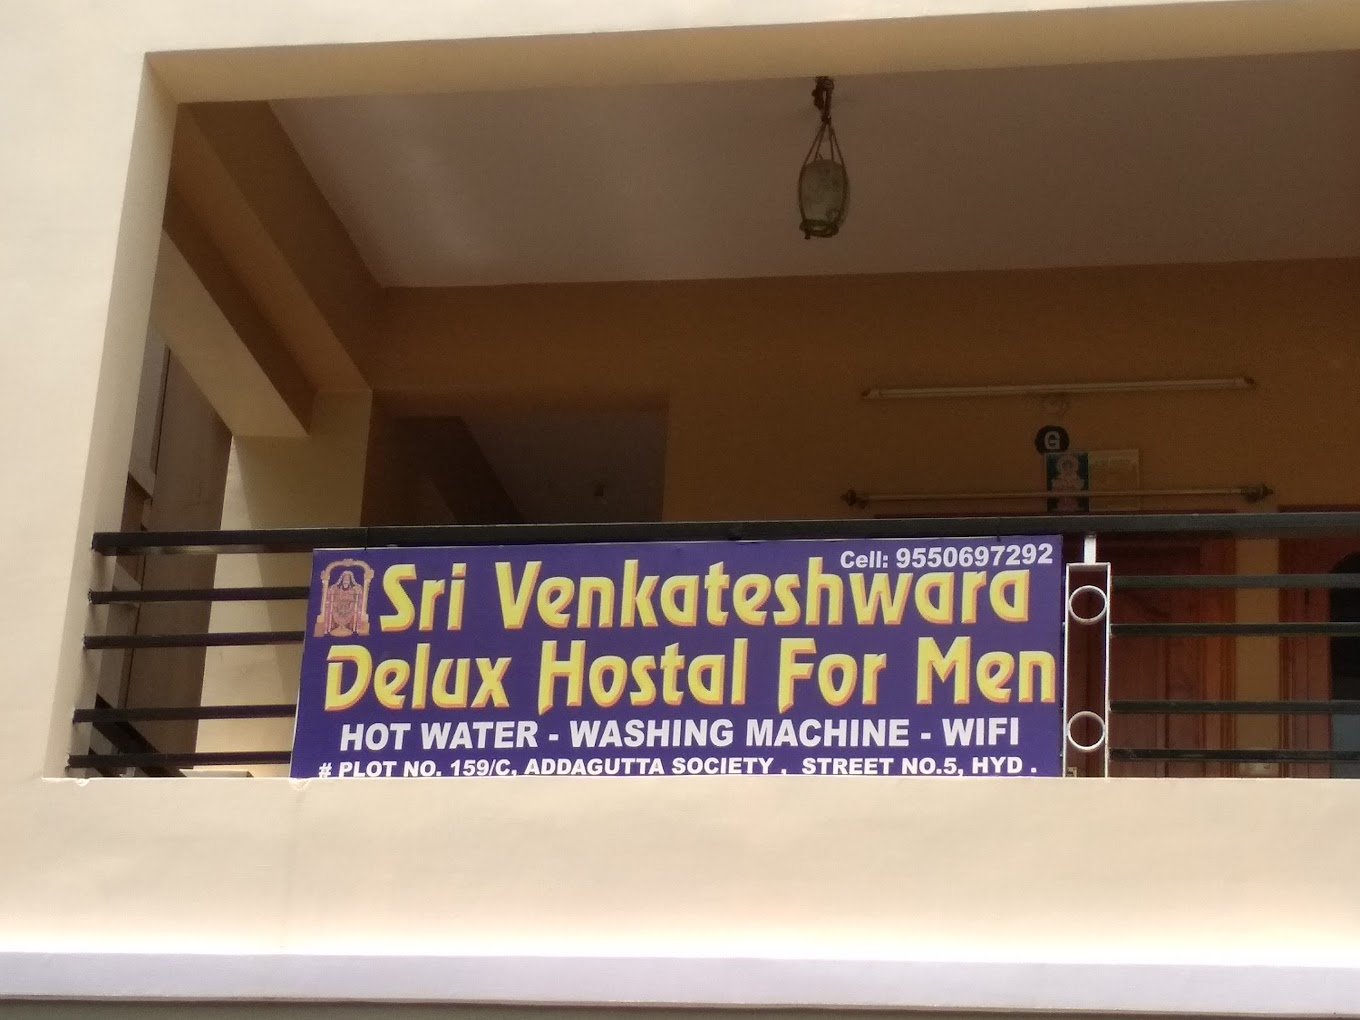 G
Cell: 9550697292
Sri Venkateshwara
Delux Hostal For Men
HOT WATER - WASHING MACHINE - WIFI
# PLOT NO. 159/C, ADDAGUTTA SOCIETY , STREET NO.5, HYD .